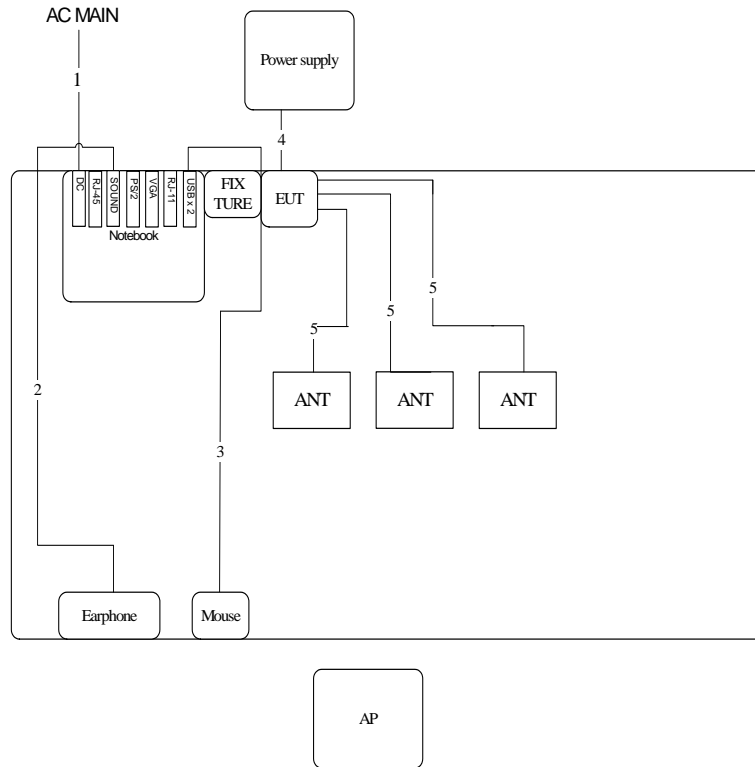 AC MAIN
1
Power supply
4
DC
RJ-45
SOUND
PS/2
VGA
RJ-11
USB x 2
Notebook
FIX
TURE
EUT
5
5
5
ANT
ANT
ANT
2
3
Earphone
Mouse
AP